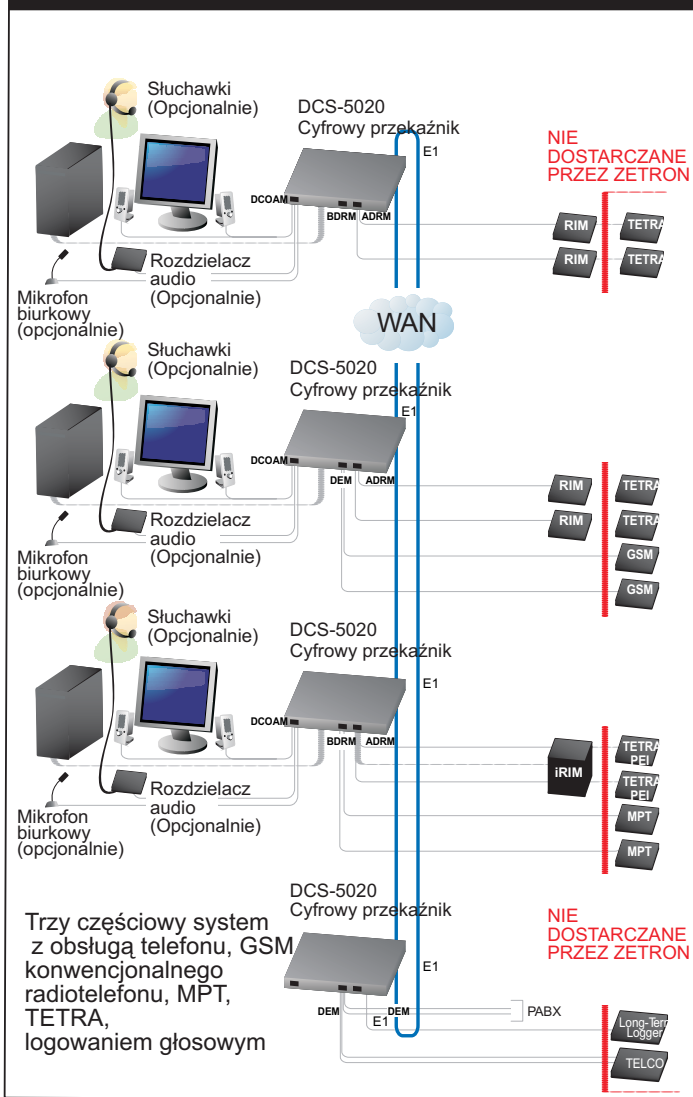 Słuchawki
(Opcjonalnie)
DCS-5020
Cyfrowy przekaźnik
E1
NIE
DOSTARCZANE
PRZEZ ZETRON
DCOAM
BDRM ADRM
RIM
TETRA
RIM
TETRA
Rozdzielacz
audio
(Opcjonalnie)
Mikrofon
biurkowy
(opcjonalnie)
WAN
Słuchawki
(Opcjonalnie)
DCS-5020
Cyfrowy przekaźnik
E1
DCOAM
DEM ADRM
RIM
TETRA
RIM
TETRA
GSM
GSM
Rozdzielacz
audio
(Opcjonalnie)
Mikrofon
biurkowy
(opcjonalnie)
Słuchawki
(Opcjonalnie)
DCS-5020
Cyfrowy przekaźnik
E1
DCOAM
BDRM ADRM
iRIM
TETRA
PEI
TETRA
PEI
MPT
MPT
Rozdzielacz
audio
(Opcjonalnie)
Mikrofon
biurkowy
(opcjonalnie)
DCS-5020
Cyfrowy przekaźnik
E1
NIE
DOSTARCZANE
PRZEZ ZETRON
Trzy częściowy system
z obsługą telefonu, GSM
konwencjonalnego
radiotelefonu, MPT,
TETRA,
logowaniem głosowym
DEM
E1
DEM
PABX
Long-Term
Logger
TELCO